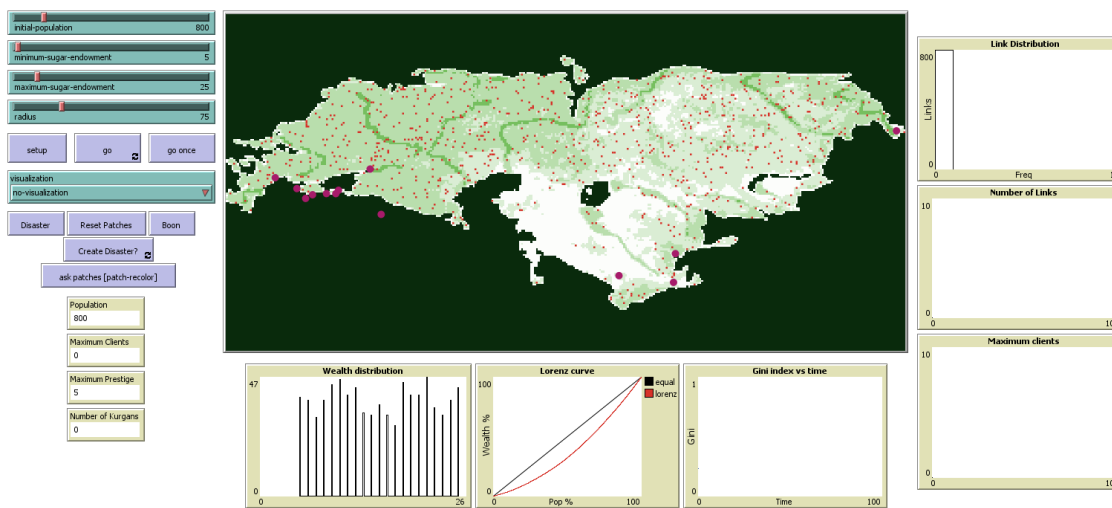 initial-population 800
minimum-sugar-endowment 5
maximum-sugar-endowment 25
radius 75
setup
go
go once
visualization
no-visualization
Disaster
Reset Patches
Boon
Create Disaster?
ask patches [patch-recolor]
Population
800
Maximum Clients
0
Maximum Prestige
5
Number of Kurgans
0
Wealth distribution
47
0
0 26
Lorenz curve
100
Wealth %
0
0 Pop % 100
equal
lorenz
Gini index vs time
1
Gini
0
0 Time 100
Link Distribution
800
Links
0
0 Freq 1
Number of Links
10
0
0 10
Maximum clients
10
0
0 10